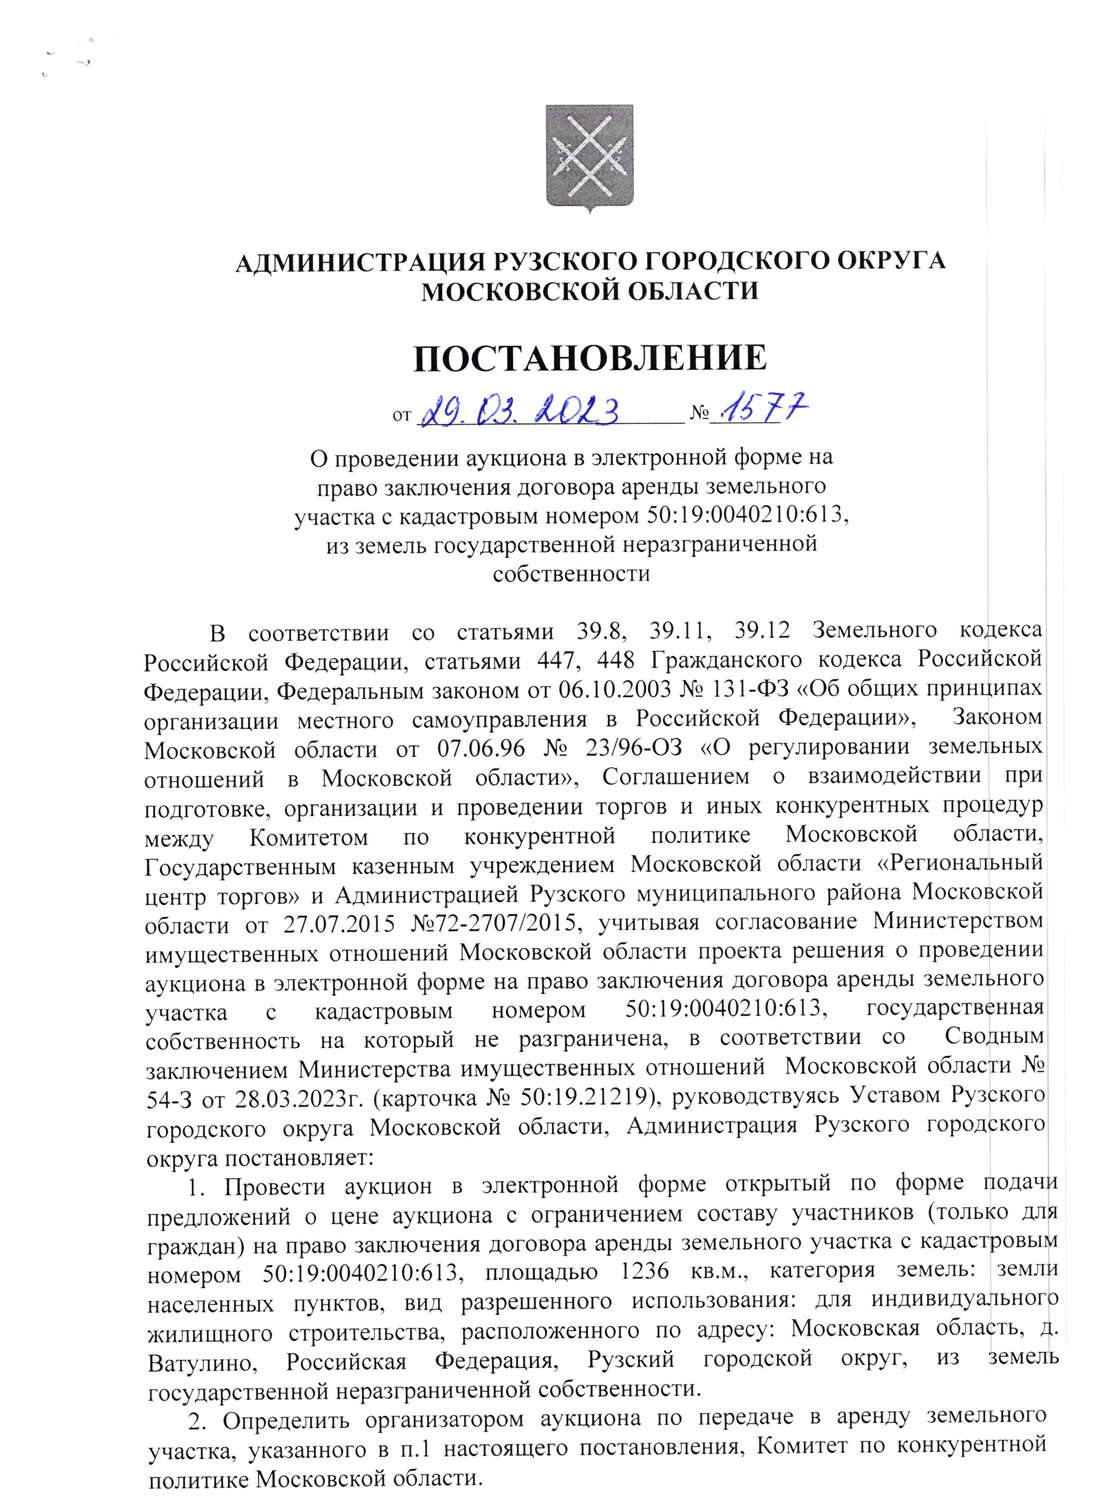 АДМИНИСТРАЦИЯ РУЗСКОГО ГОРОДСКОГО ОКРУГА
МОСКОВСКОЙ ОБЛАСТИ
ПОСТАНОВЛЕНИЕ
от 29.03.2023 № 1577
О проведении аукциона в электронной форме на
право заключения договора аренды земельного
участка с кадастровым номером 50:19:0040210:613,
из земель государственной неразграниченной
собственности
В соответствии со статьями 39.8, 39.11, 39.12 Земельного кодекса
Российской Федерации, статьями 447, 448 Гражданского кодекса Российской
Федерации, Федеральным законом от 06.10.2003 № 131-ФЗ «Об общих принципах
организации местного самоуправления в Российской Федерации», Законом
Московской области от 07.06.96 № 23/96-ОЗ «О регулировании земельных
отношений в Московской области», Соглашением о взаимодействии при
подготовке, организации и проведении торгов и иных конкурентных процедур
между Комитетом по конкурентной политике Московской области,
Государственным казенным учреждением Московской области «Региональный
центр торгов» и Администрацией Рузского муниципального района Московской
области от 27.07.2015 №72-2707/2015, учитывая согласование Министерством
имущественных отношений Московской области проекта решения о проведении
аукциона в электронной форме на право заключения договора аренды земельного
участка с кадастровым номером 50:19:0040210:613, государственная
собственность на который не разграничена, в соответствии со Сводным
заключением Министерства имущественных отношений Московской области №
54-З от 28.03.2023г. (карточка № 50:19.21219), руководствуясь Уставом Рузского
городского округа Московской области, Администрация Рузского городского
округа постановляет:
1. Провести аукцион в электронной форме открытый по форме подачи
предложений о цене аукциона с ограничением составу участников (только для
граждан) на право заключения договора аренды земельного участка с кадастровым
номером 50:19:0040210:613, площадью 1236 кв.м., категория земель: земли
населенных пунктов, вид разрешенного использования: для индивидуального
жилищного строительства, расположенного по адресу: Московская область, д.
Ватулино, Российская Федерация, Рузский городской округ, из земель
государственной неразграниченной собственности.
2. Определить организатором аукциона по передаче в аренду земельного
участка, указанного в п.1 настоящего постановления, Комитет по конкурентной
политике Московской области.